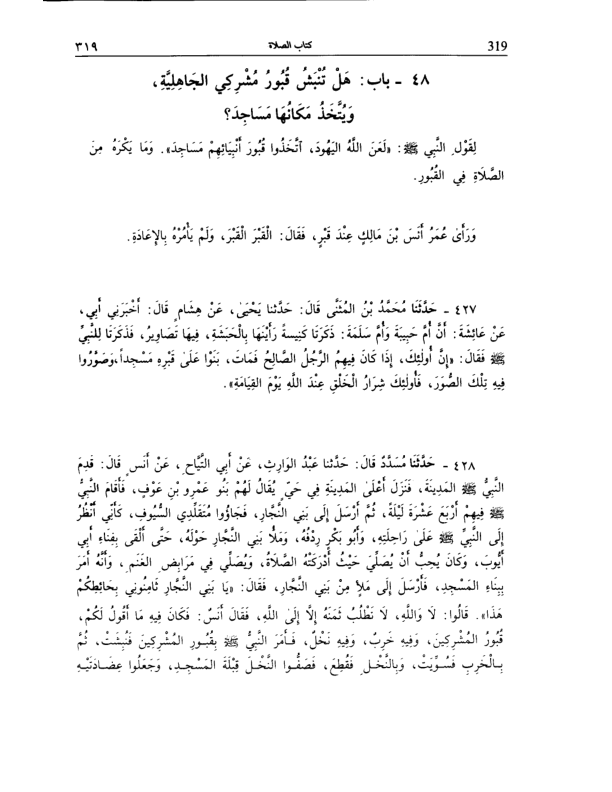 319 كتاب الصلاة ٣١٩
٤٨ - باب: هَلْ تُنْبَشُ قُبُورُ مُشْرِكِي الجَاهِلِيَّةِ،
وَيُتَّخَذُ مَكَانُهَا مَسَاجِدَ؟
لِقَوْلِ النَّبِيِّ ﷺ: «لَعَنَ اللَّهُ اليَهُودَ، اتَّخَذُوا قُبُورَ أَنْبِيَائِهِمْ مَسَاجِدَ». وَمَا يُكْرَهُ مِنَ
الصَّلَاةِ فِي القُبُورِ.
وَرَأَى عُمَرُ أَنَسَ بْنَ مَالِكٍ عِنْدَ قَبْرٍ، فَقَالَ: القَبْرَ القَبْرَ، وَلَمْ يَأْمُرْهُ بِالإِعَادَةِ.
٤٢٧ - حَدَّثَنَا مُحَمَّدُ بْنُ المُثَنَّى قَالَ: حَدَّثنا يَحْيَى، عَنْ هِشَامٍ قَالَ: أَخْبَرَنِي أَبِي،
عَنْ عَائِشَةَ: أَنَّ أُمَّ حَبِيبَةَ وَأُمَّ سَلَمَةَ: ذَكَرَتَا كَنِيسةً رَأَيْنَهَا بِالْحَبَشَةِ، فِيهَا تَصَاوِيرُ، فَذَكَرَتَا لِلنَّبِيِّ
ﷺ فَقَالَ: «إِنَّ أُولٰئِكَ، إِذَا كَانَ فِيهِمُ الرَّجُلُ الصَّالِحُ فَمَاتَ، بَنَوْا عَلَىٰ قَبْرِهِ مَسْجِداً، وَصَوَّرُوا
فِيهِ تِلْكَ الصُّوَرَ، فَأُولٰئِكَ شِرَارُ الْخَلْقِ عِنْدَ اللَّهِ يَوْمَ القِيَامَةِ».
٤٢٨ - حَدَّثَنَا مُسَدَّدٌ قَالَ: حَدَّثنا عَبْدُ الوَارِثِ، عَنْ أَبِي التَّيَّاحِ، عَنْ أَنَسٍ قَالَ: قَدِمَ
النَّبِيُّ ﷺ المَدِينَةَ، فَنَزَلَ أَعْلَىٰ المَدِينَةِ فِي حَيٍّ يُقَالُ لَهُمْ بَنُو عَمْرِو بْنِ عَوْفٍ، فَأَقَامَ النَّبِيُّ
ﷺ فِيهِمْ أَرْبَعَ عَشْرَةَ لَيْلَةً، ثُمَّ أَرْسَلَ إِلَى بَنِي النَّجَّارِ، فَجَاؤُوا مُتَقَلِّدِي السُّيُوفِ، كَأَنِّي أَنْظُرُ
إِلَى النَّبِيِّ ﷺ عَلَى رَاحِلَتِهِ، وَأَبُو بَكْرٍ رِدْفُهُ، وَمَلأُ بَنِي النَّجَّارِ حَوْلَهُ، حَتَّى أَلْقَى بِفِنَاءِ أَبِي
أَيُّوبَ، وَكَانَ يُحِبُّ أَنْ يُصَلِّيَ حَيْثُ أَدْرَكَتْهُ الصَّلَاةُ، وَيُصَلِّي فِي مَرَابِضِ الغَنَمِ، وَأَنَّهُ أَمَرَ
بِبِنَاءِ المَسْجِدِ، فَأَرْسَلَ إِلَى مَلَإٍ مِنْ بَنِي النَّجَّارِ، فَقَالَ: «يَا بَنِي النَّجَّارِ ثَامِنُونِي بِحَائِطِكُمْ
هَذَا». قَالُوا: لَا وَاللَّهِ، لَا نَطْلُبُ ثَمَنَهُ إِلَّا إِلَى اللَّهِ، فَقَالَ أَنَسٌ: فَكَانَ فِيهِ مَا أَقُولُ لَكُمْ،
قُبُورُ المُشْرِكِينَ، وَفِيهِ خَرِبٌ، وَفِيهِ نَخْلٌ، فَأَمَرَ النَّبِيُّ ﷺ بِقُبُورِ المُشْرِكِينَ فَنُبِشَتْ، ثُمَّ
بِالْخَرِبِ فَسُوِّيَتْ، وَبِالنَّخْلِ فَقُطِعَ، فَصَفُّوا النَّخْلَ قِبْلَةَ المَسْجِدِ، وَجَعَلُوا عِضَادَتَيْهِ